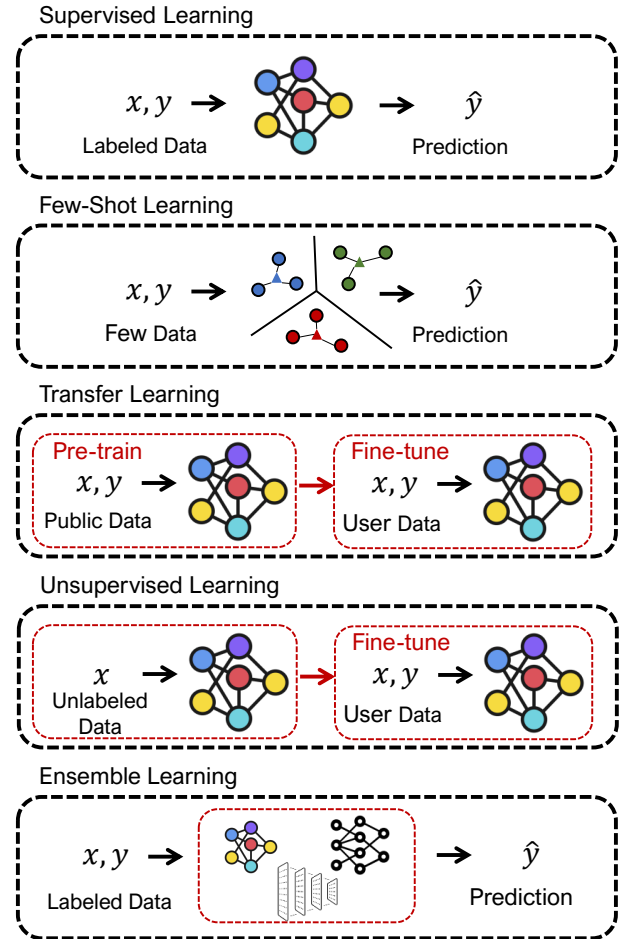 Supervised Learning
x, y
ŷ
Labeled Data
Prediction
Few-Shot Learning
x, y
ŷ
Few Data
Prediction
Transfer Learning
Pre-train
Fine-tune
x, y
x, y
Public Data
User Data
Unsupervised Learning
Fine-tune
x
x, y
Unlabeled
Data
User Data
Ensemble Learning
x, y
ŷ
Labeled Data
Prediction